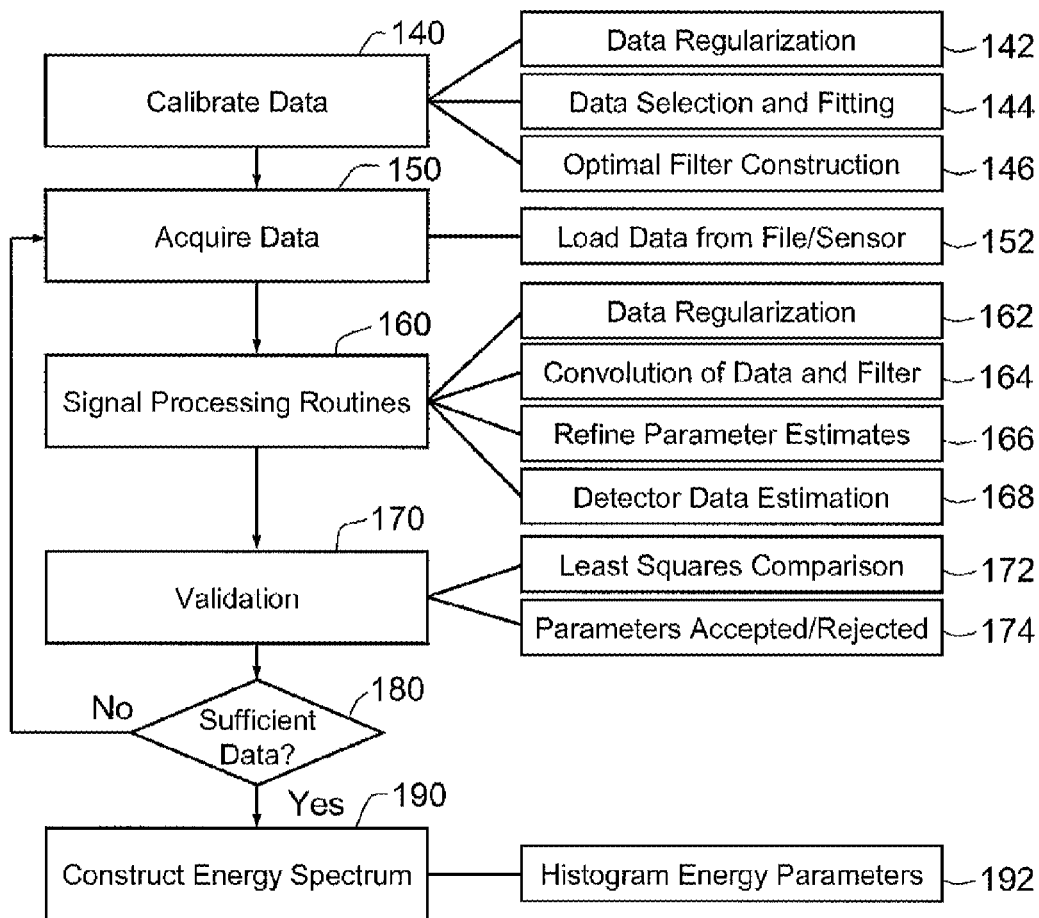 140
Calibrate Data
Data Regularization
142
Data Selection and Fitting
144
Optimal Filter Construction
146
150
Acquire Data
Load Data from File/Sensor
152
160
Signal Processing Routines
Data Regularization
162
Convolution of Data and Filter
164
Refine Parameter Estimates
166
Detector Data Estimation
168
170
Validation
Least Squares Comparison
172
Parameters Accepted/Rejected
174
180
No
Sufficient
Data?
Yes
190
Construct Energy Spectrum
Histogram Energy Parameters
192